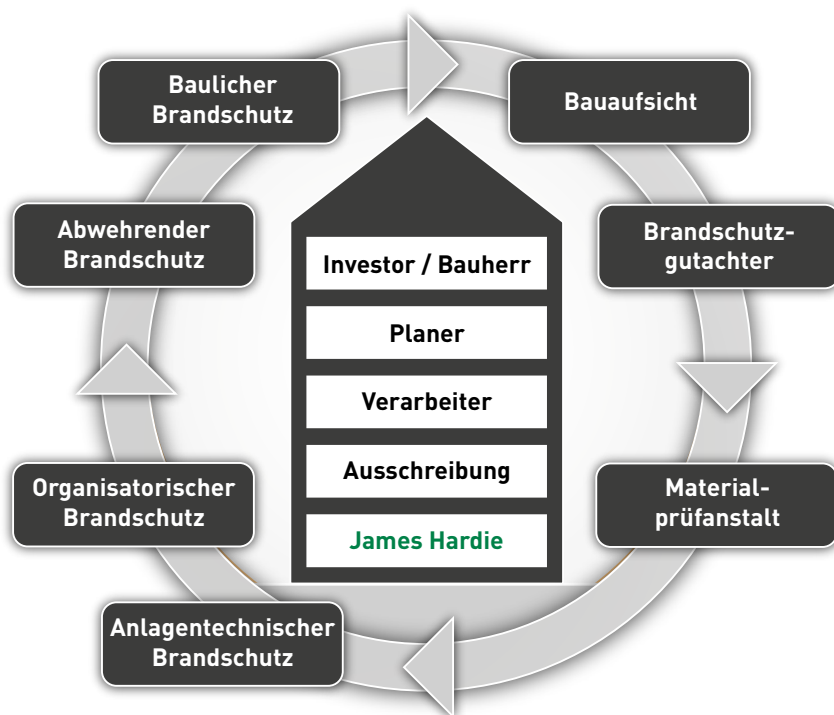 Baulicher
Brandschutz
Bauaufsicht
Abwehrender
Brandschutz
Brandschutz-
gutachter
Investor / Bauherr
Planer
Verarbeiter
Ausschreibung
James Hardie
Organisatorischer
Brandschutz
Material-
prüfanstalt
Anlagentechnischer
Brandschutz